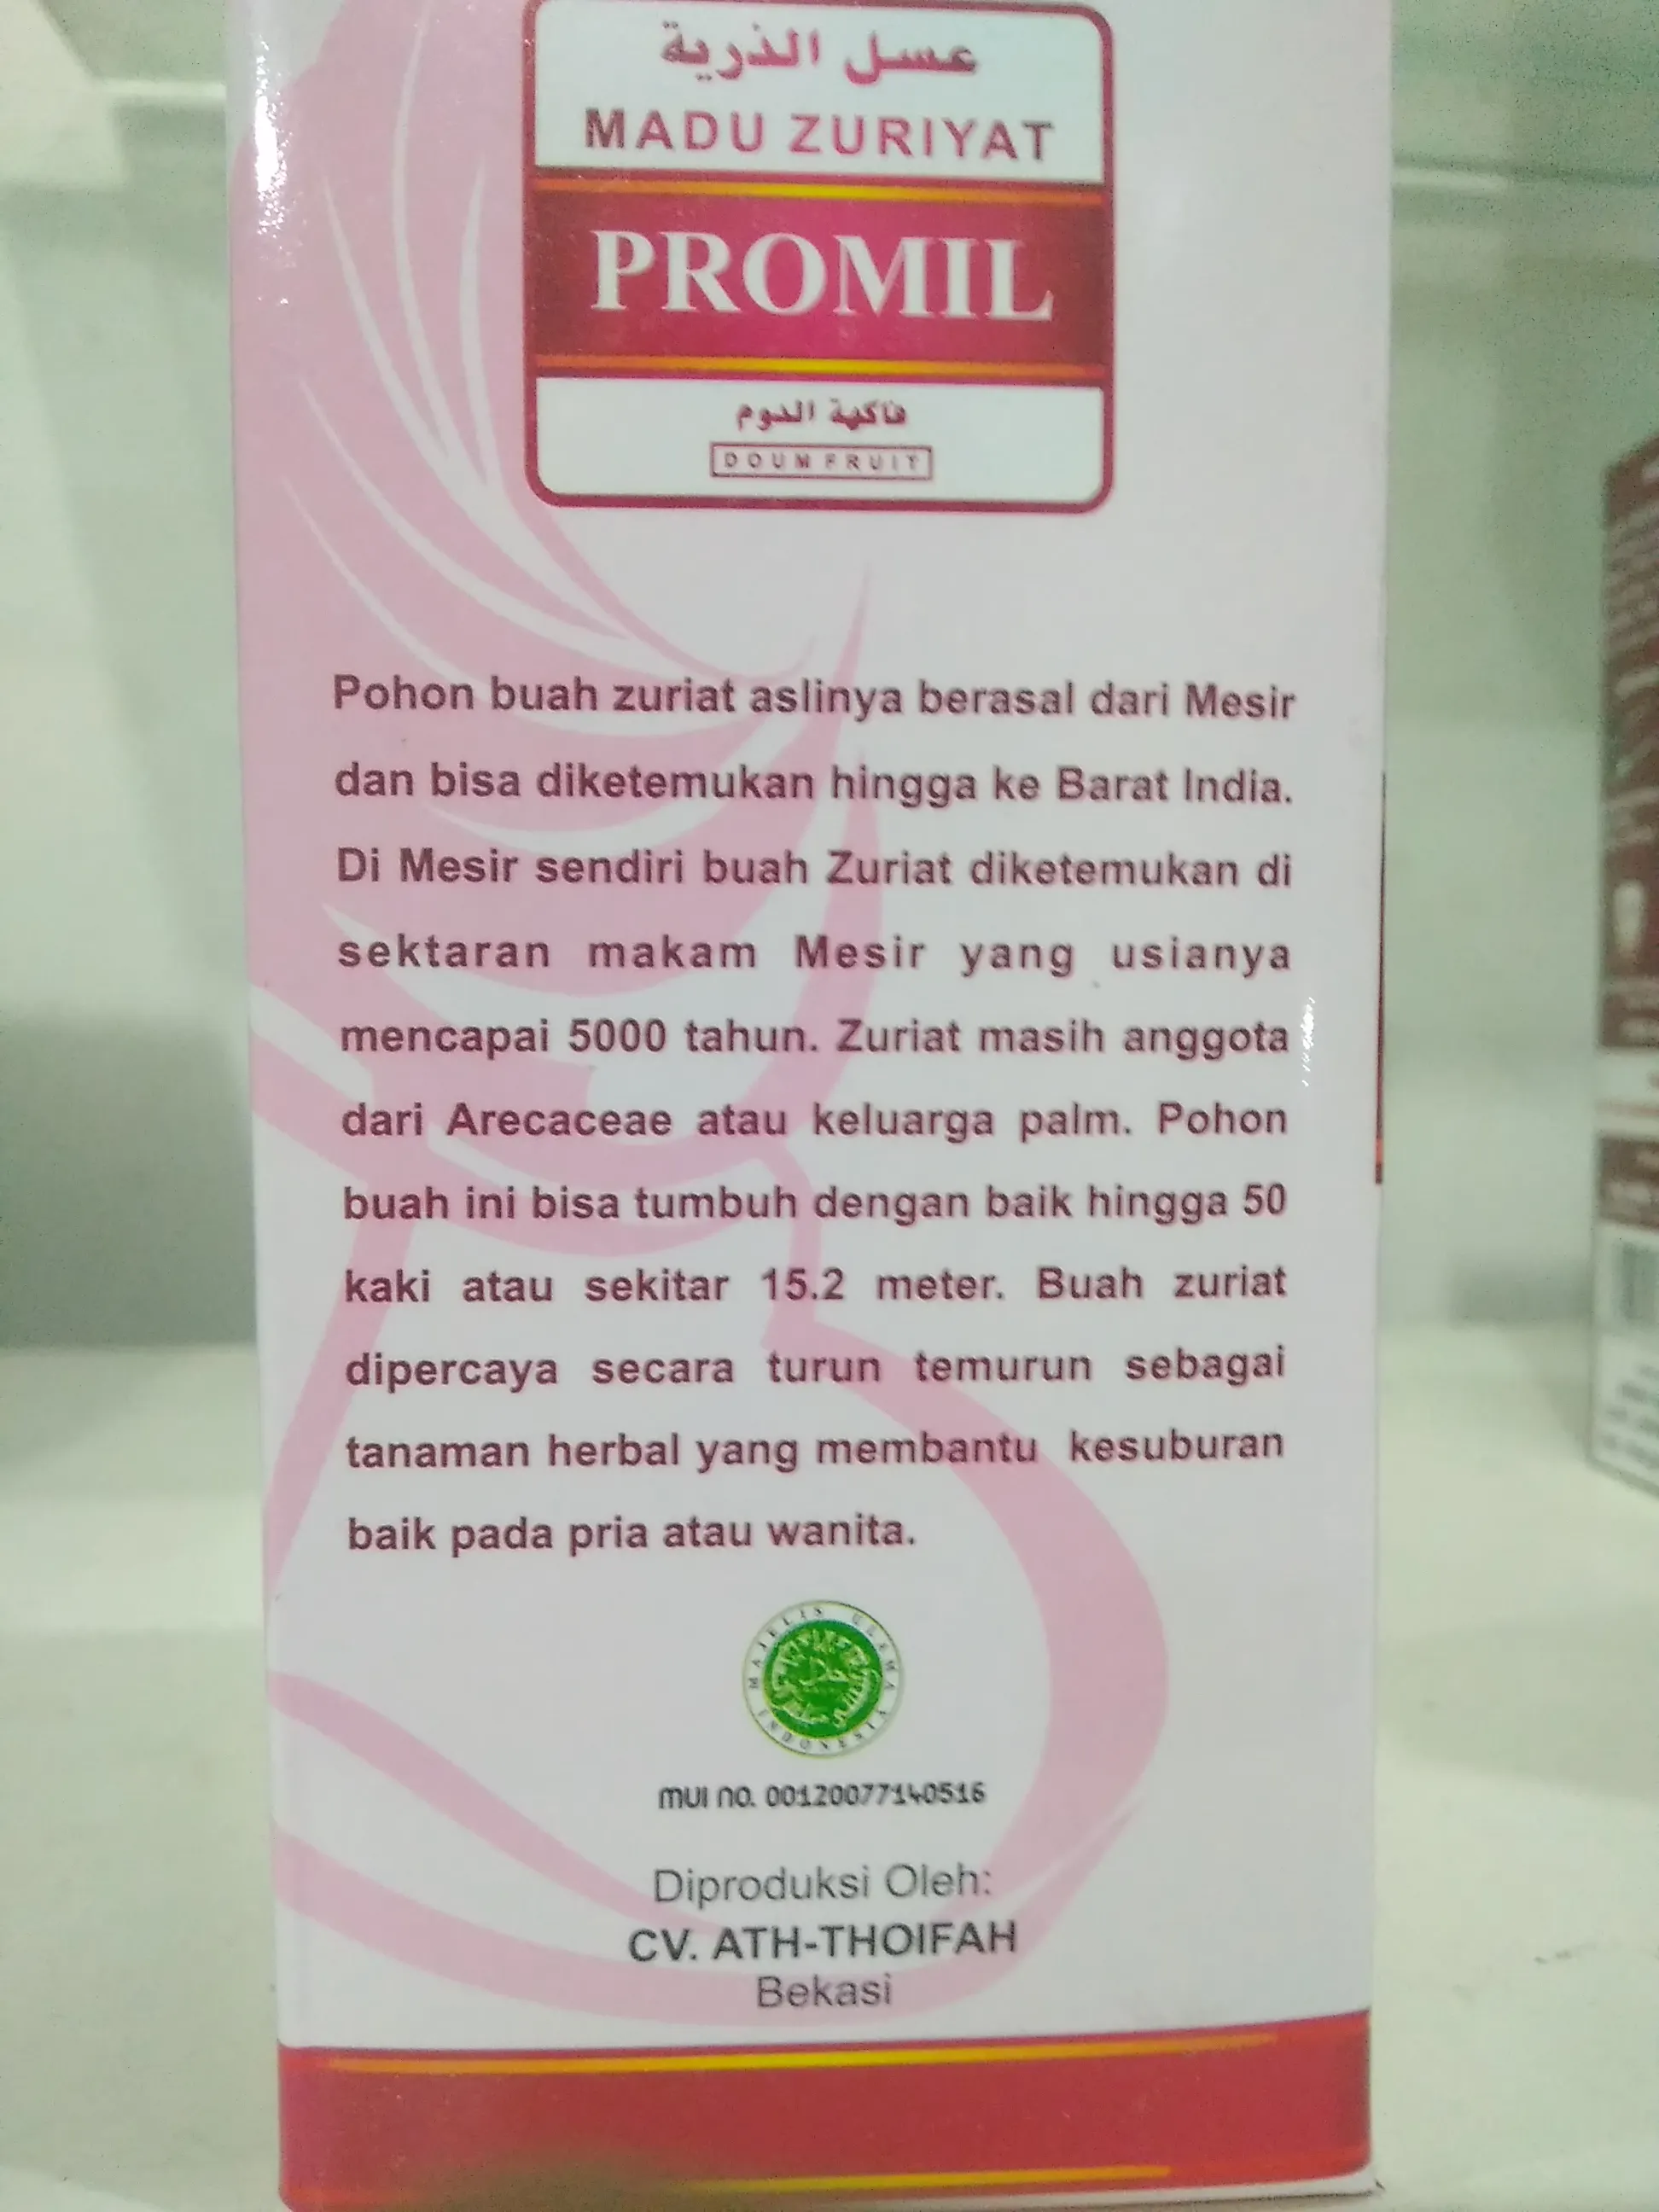 عسل الذرية
MADU ZURIYAT
PROMIL
فاكهة الدوم
DOUM FRUIT
Pohon buah zuriat aslinya berasal dari Mesir
dan bisa diketemukan hingga ke Barat India.
Di Mesir sendiri buah Zuriat diketemukan di
sektaran makam Mesir yang usianya
mencapai 5000 tahun. Zuriat masih anggota
dari Arecaceae atau keluarga palm. Pohon
buah ini bisa tumbuh dengan baik hingga 50
kaki atau sekitar 15.2 meter. Buah zuriat
dipercaya secara turun temurun sebagai
tanaman herbal yang membantu kesuburan
baik pada pria atau wanita.
MAJELIS ULAMA INDONESIA
MUI NO. 00120077140516
Diproduksi Oleh:
CV. ATH-THOIFAH
Bekasi